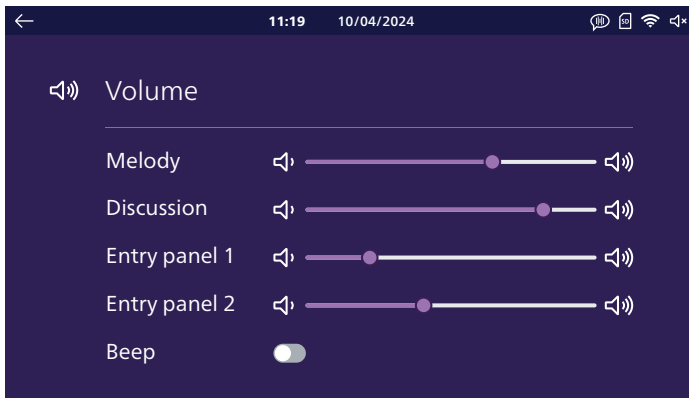 11:19 10/04/2024
Volume
Melody
Discussion
Entry panel 1
Entry panel 2
Beep